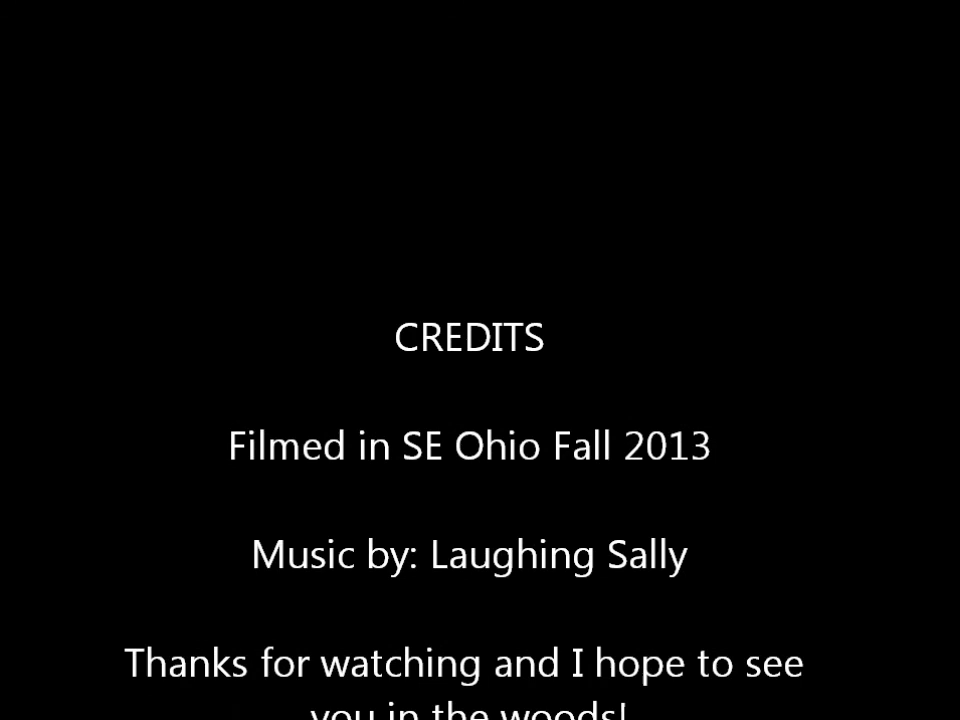 CREDITS
Filmed in SE Ohio Fall 2013
Music by: Laughing Sally
Thanks for watching and I hope to see
you in the woods!